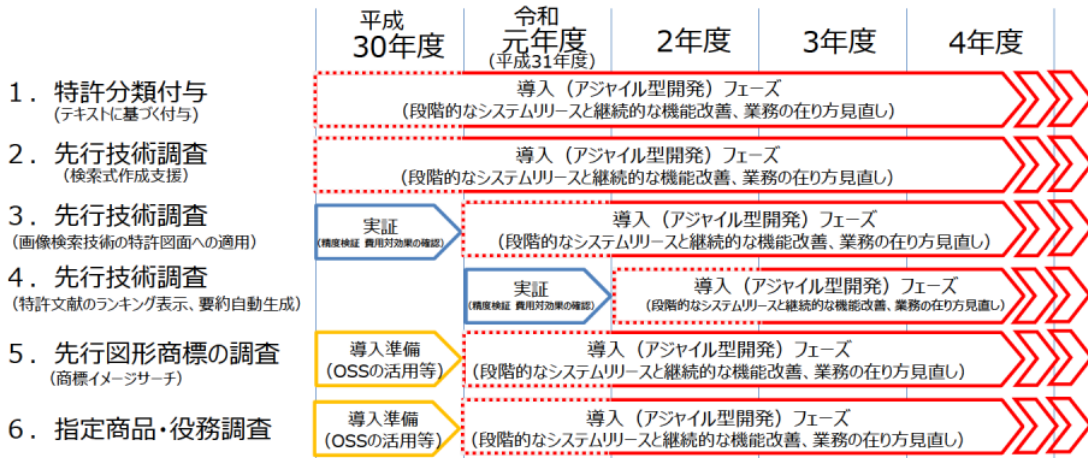 平成
30年度
令和
元年度
(平成31年度)
2年度
3年度
4年度
1．特許分類付与
(テキストに基づく付与)
導入（アジャイル型開発）フェーズ
(段階的なシステムリリースと継続的な機能改善、業務の在り方見直し)
2．先行技術調査
(検索式作成支援)
導入（アジャイル型開発）フェーズ
(段階的なシステムリリースと継続的な機能改善、業務の在り方見直し)
3．先行技術調査
(画像検索技術の特許図面への適用)
実証
(精度検証 費用対効果の確認)
導入（アジャイル型開発）フェーズ
(段階的なシステムリリースと継続的な機能改善、業務の在り方見直し)
4．先行技術調査
(特許文献のランキング表示、要約自動生成)
実証
(精度検証 費用対効果の確認)
導入（アジャイル型開発）フェーズ
(段階的なシステムリリースと継続的な機能改善、業務の在り方見直し)
5．先行図形商標の調査
(商標イメージサーチ)
導入準備
(OSSの活用等)
導入（アジャイル型開発）フェーズ
(段階的なシステムリリースと継続的な機能改善、業務の在り方見直し)
6．指定商品・役務調査
導入準備
(OSSの活用等)
導入（アジャイル型開発）フェーズ
(段階的なシステムリリースと継続的な機能改善、業務の在り方見直し)